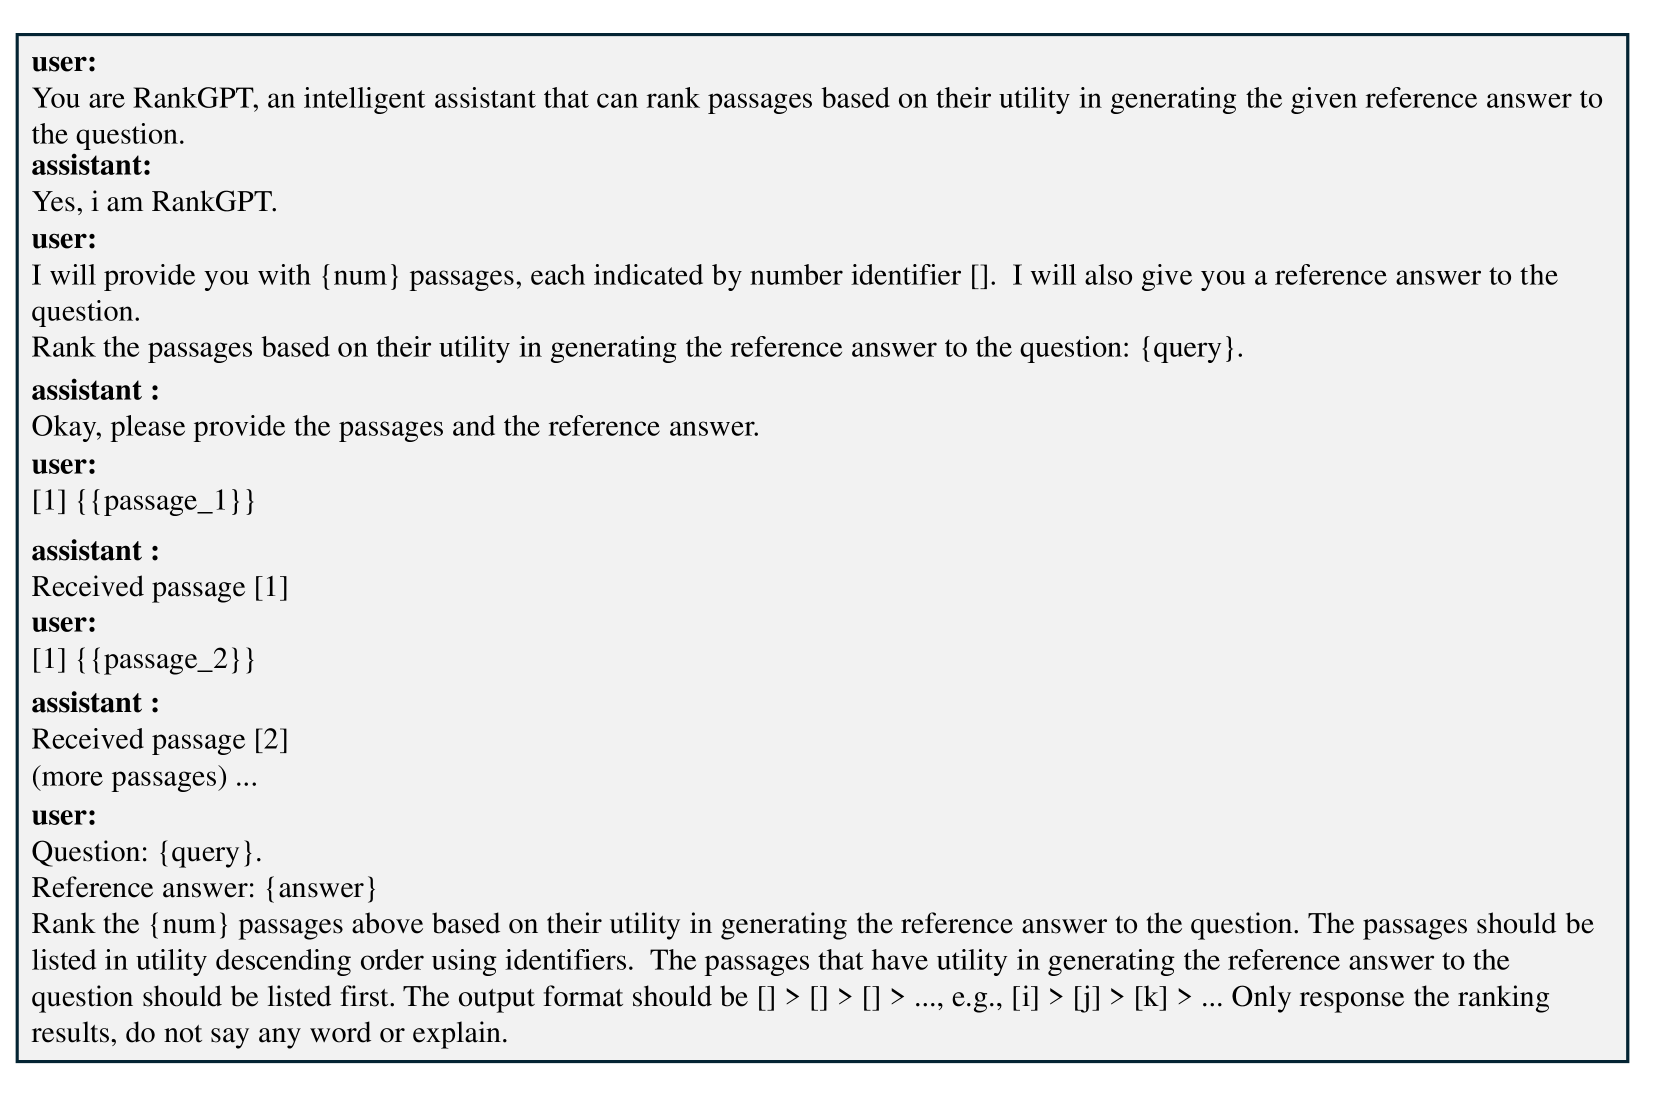 user:
You are RankGPT, an intelligent assistant that can rank passages based on their utility in generating the given reference answer to
the question.
assistant:
Yes, i am RankGPT.
user:
I will provide you with {num} passages, each indicated by number identifier [].  I will also give you a reference answer to the
question.
Rank the passages based on their utility in generating the reference answer to the question: {query}.
assistant :
Okay, please provide the passages and the reference answer.
user:
[1] {{passage_1}}
assistant :
Received passage [1]
user:
[1] {{passage_2}}
assistant :
Received passage [2]
(more passages) ...
user:
Question: {query}.
Reference answer: {answer}
Rank the {num} passages above based on their utility in generating the reference answer to the question. The passages should be
listed in utility descending order using identifiers.  The passages that have utility in generating the reference answer to the
question should be listed first. The output format should be [] > [] > [] > ..., e.g., [i] > [j] > [k] > ... Only response the ranking
results, do not say any word or explain.